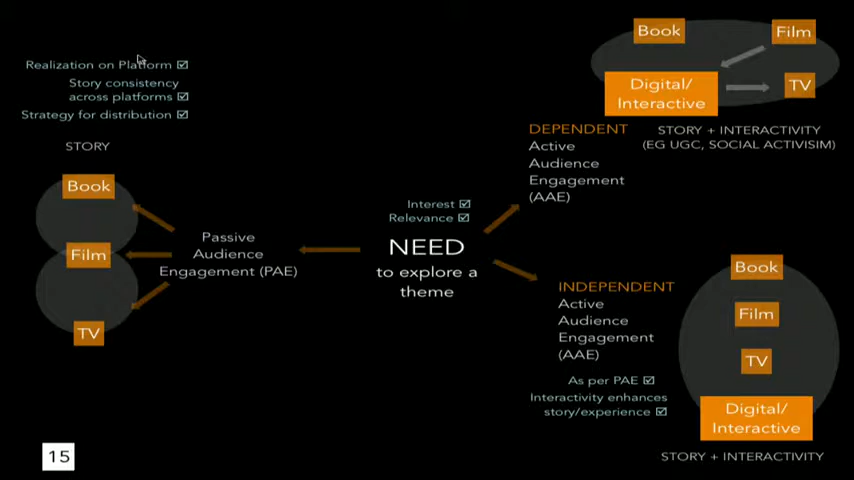 Realization on Platform ☑
Story consistency
across platforms ☑
Strategy for distribution ☑
STORY
Book
Film
TV
Passive
Audience
Engagement (PAE)
Interest ☑
Relevance ☑
NEED
to explore a
theme
DEPENDENT
Active
Audience
Engagement
(AAE)
Book
Film
Digital/
Interactive
TV
STORY + INTERACTIVITY
(EG UGC, SOCIAL ACTIVISIM)
INDEPENDENT
Active
Audience
Engagement
(AAE)
As per PAE ☑
Interactivity enhances
story/experience ☑
Book
Film
TV
Digital/
Interactive
STORY + INTERACTIVITY
15